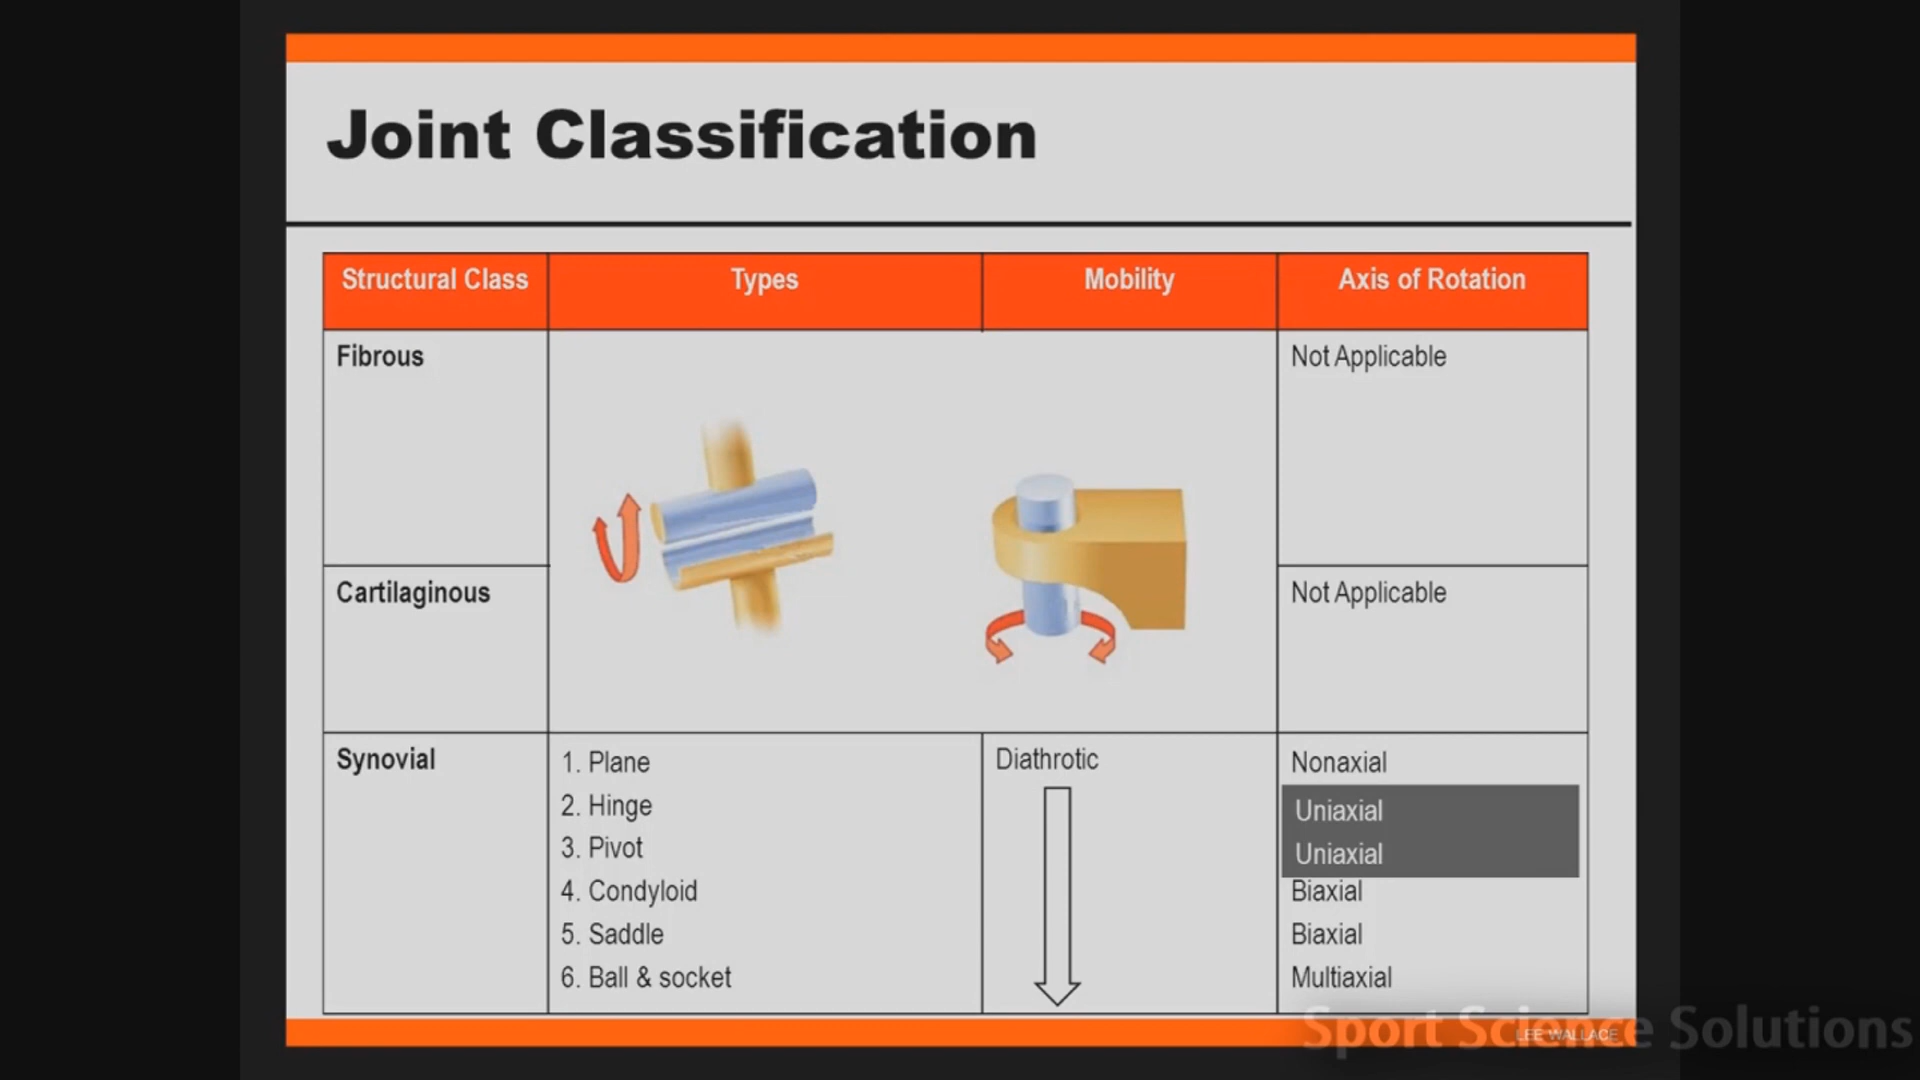 Joint Classification
Structural Class
Types
Mobility
Axis of Rotation
Fibrous
Not Applicable
Cartilaginous
Not Applicable
Synovial
1. Plane
2. Hinge
3. Pivot
4. Condyloid
5. Saddle
6. Ball & socket
Diathrotic
Nonaxial
Uniaxial
Uniaxial
Biaxial
Biaxial
Multiaxial
LEE WALLACE
Sport Science Solutions